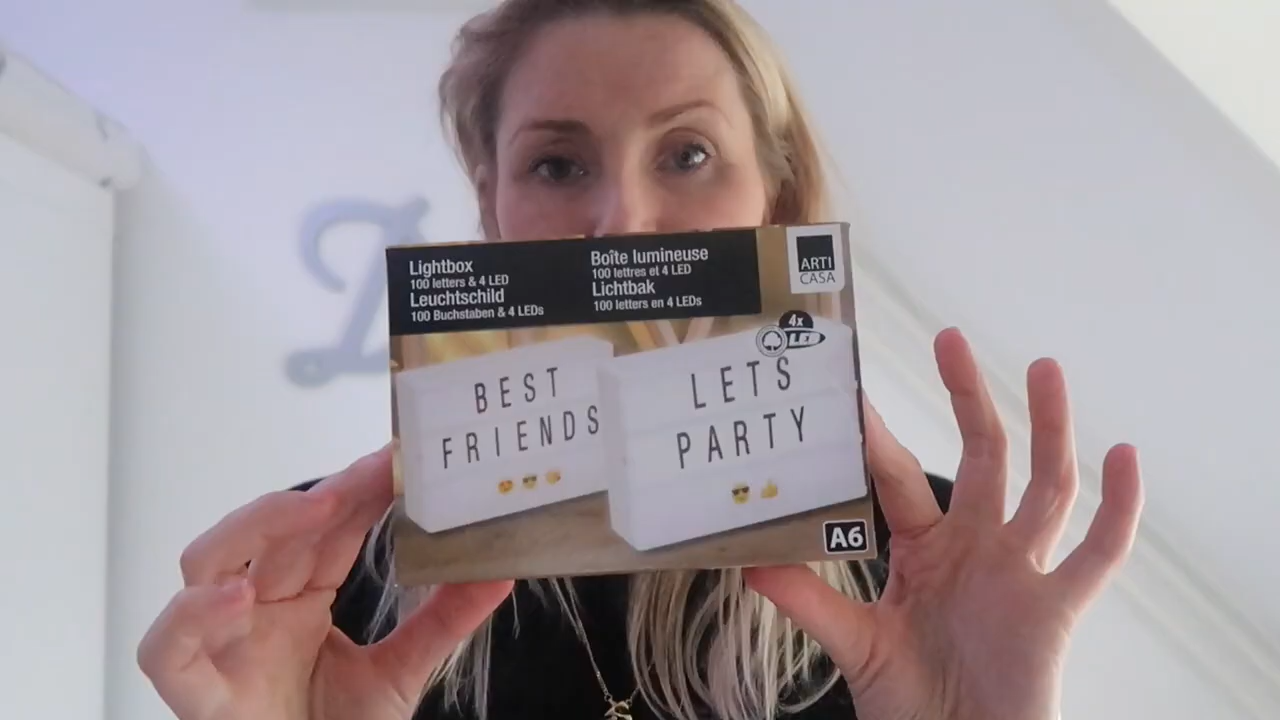 Lightbox
100 letters & 4 LED
Leuchtschild
100 Buchstaben & 4 LEDs
Boîte lumineuse
100 lettres et 4 LED
Lichtbak
100 letters en 4 LEDs
ARTI
CASA
4x
LED
BEST
FRIENDS
LETS
PARTY
A6